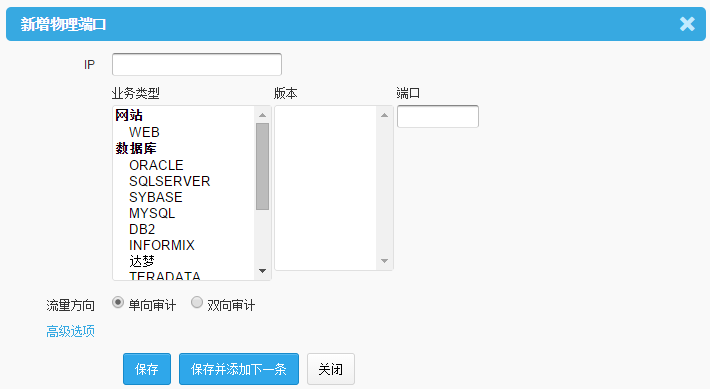 新增物理端口
IP
业务类型 版本 端口
网站
WEB
数据库
ORACLE
SQLSERVER
SYBASE
MYSQL
DB2
INFORMIX
达梦
TERADATA
流量方向 单向审计 双向审计
高级选项
保存 保存并添加下一条 关闭